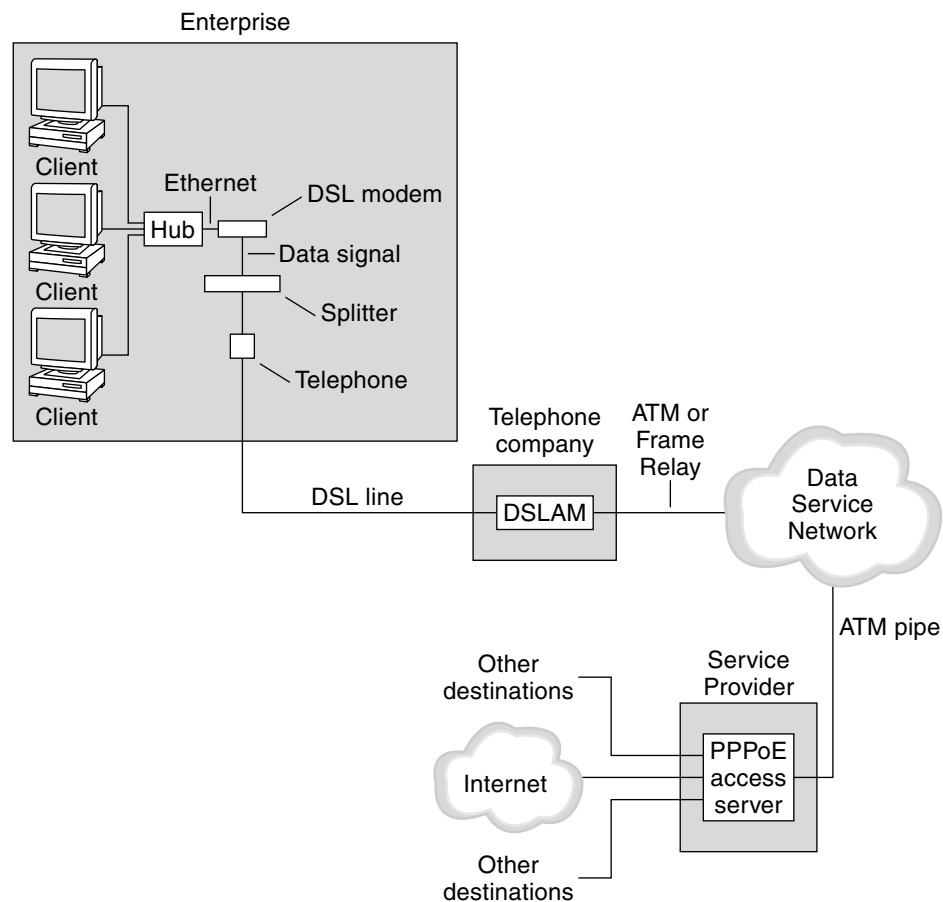 Enterprise
Client
Client
Client
Ethernet
Hub
DSL modem
Data signal
Splitter
Telephone
DSL line
Telephone
company
DSLAM
ATM or
Frame
Relay
Data
Service
Network
ATM pipe
Service
Provider
PPPoE
access
server
Other
destinations
Internet
Other
destinations